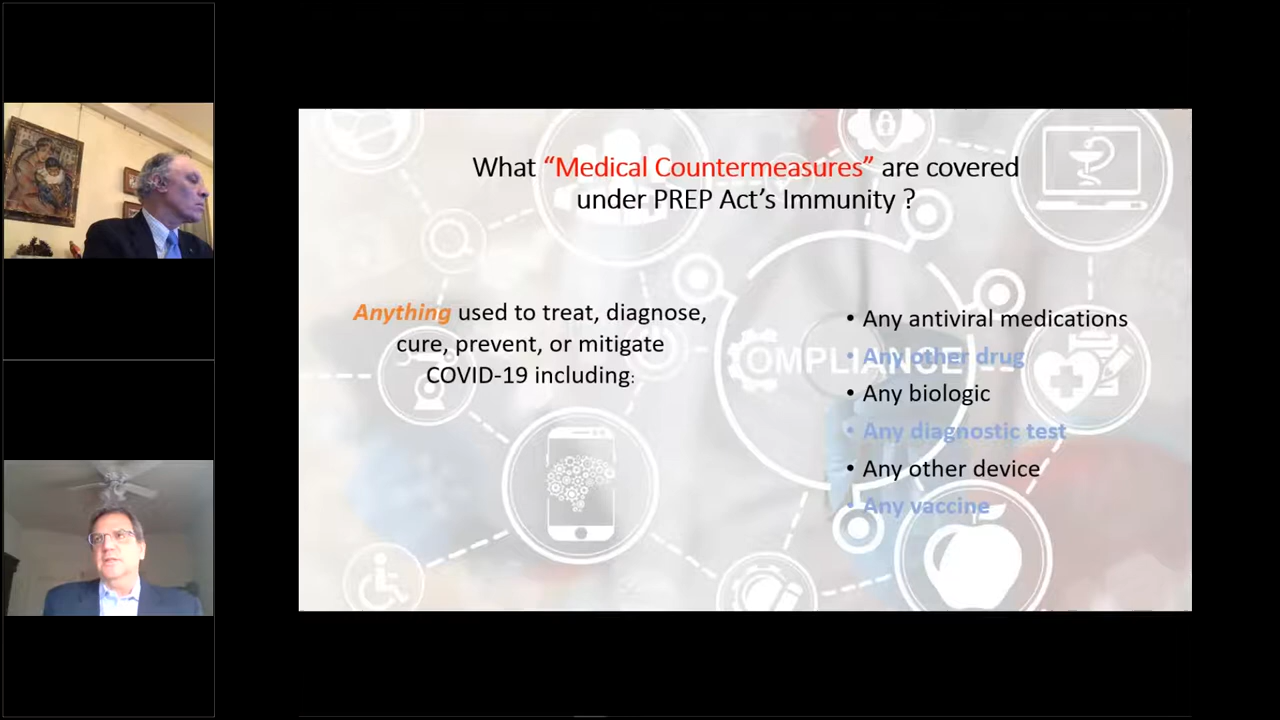 What “Medical Countermeasures” are covered
under PREP Act’s Immunity ?
Anything used to treat, diagnose,
cure, prevent, or mitigate
COVID-19 including:
• Any antiviral medications
• Any other drug
• Any biologic
• Any diagnostic test
• Any other device
• Any vaccine
OMPLIANCE